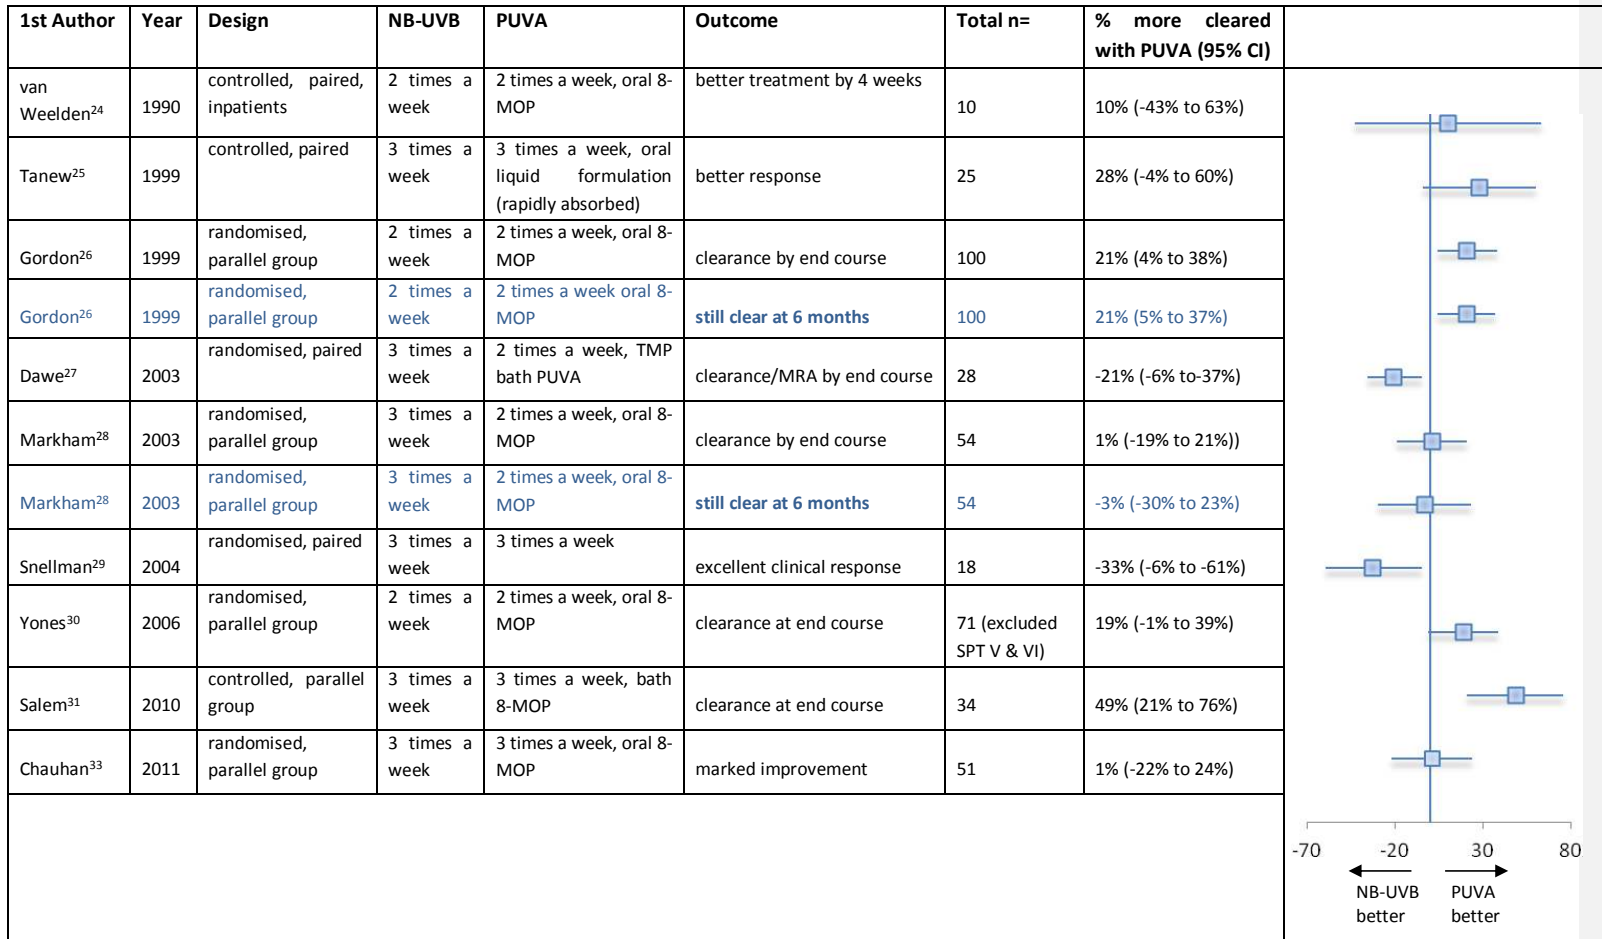 1st Author Year Design NB-UVB PUVA Outcome Total n= % more cleared
with PUVA (95% CI)
van
Weelden24 1990 controlled, paired,
inpatients 2 times a
week 2 times a week, oral 8-
MOP better treatment by 4 weeks 10 10% (-43% to 63%)
Tanew25 1999 controlled, paired 3 times a
week 3 times a week, oral
liquid formulation
(rapidly absorbed) better response 25 28% (-4% to 60%)
Gordon26 1999 randomised,
parallel group 2 times a
week 2 times a week, oral 8-
MOP clearance by end course 100 21% (4% to 38%)
Gordon26 1999 randomised,
parallel group 2 times a
week 2 times a week oral 8-
MOP still clear at 6 months 100 21% (5% to 37%)
Dawe27 2003 randomised, paired 3 times a
week 2 times a week, TMP
bath PUVA clearance/MRA by end course 28 -21% (-6% to-37%)
Markham28 2003 randomised,
parallel group 3 times a
week 2 times a week, oral 8-
MOP clearance by end course 54 1% (-19% to 21%))
Markham28 2003 randomised,
parallel group 3 times a
week 2 times a week, oral 8-
MOP still clear at 6 months 54 -3% (-30% to 23%)
Snellman29 2004 randomised, paired 3 times a
week 3 times a week excellent clinical response 18 -33% (-6% to -61%)
Yones30 2006 randomised,
parallel group 2 times a
week 2 times a week, oral 8-
MOP clearance at end course 71 (excluded
SPT V & VI) 19% (-1% to 39%)
Salem31 2010 controlled, parallel
group 3 times a
week 3 times a week, bath
8-MOP clearance at end course 34 49% (21% to 76%)
Chauhan33 2011 randomised,
parallel group 3 times a
week 3 times a week, oral 8-
MOP marked improvement 51 1% (-22% to 24%)
-70 -20 30 80
NB-UVB
better
PUVA
better